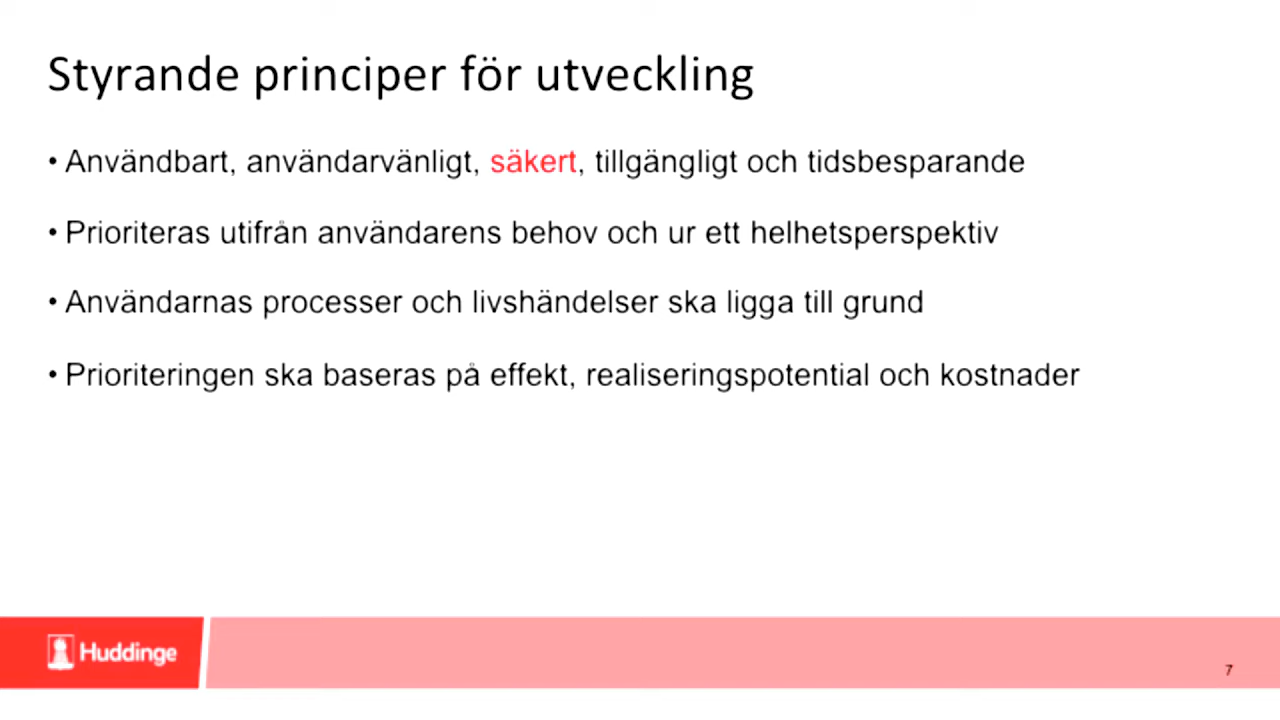 Styrande principer för utveckling
• Användbart, användarvänligt, säkert, tillgängligt och tidsbesparande
• Prioriteras utifrån användarens behov och ur ett helhetsperspektiv
• Användarnas processer och livshändelser ska ligga till grund
• Prioriteringen ska baseras på effekt, realiseringspotential och kostnader
Huddinge
7